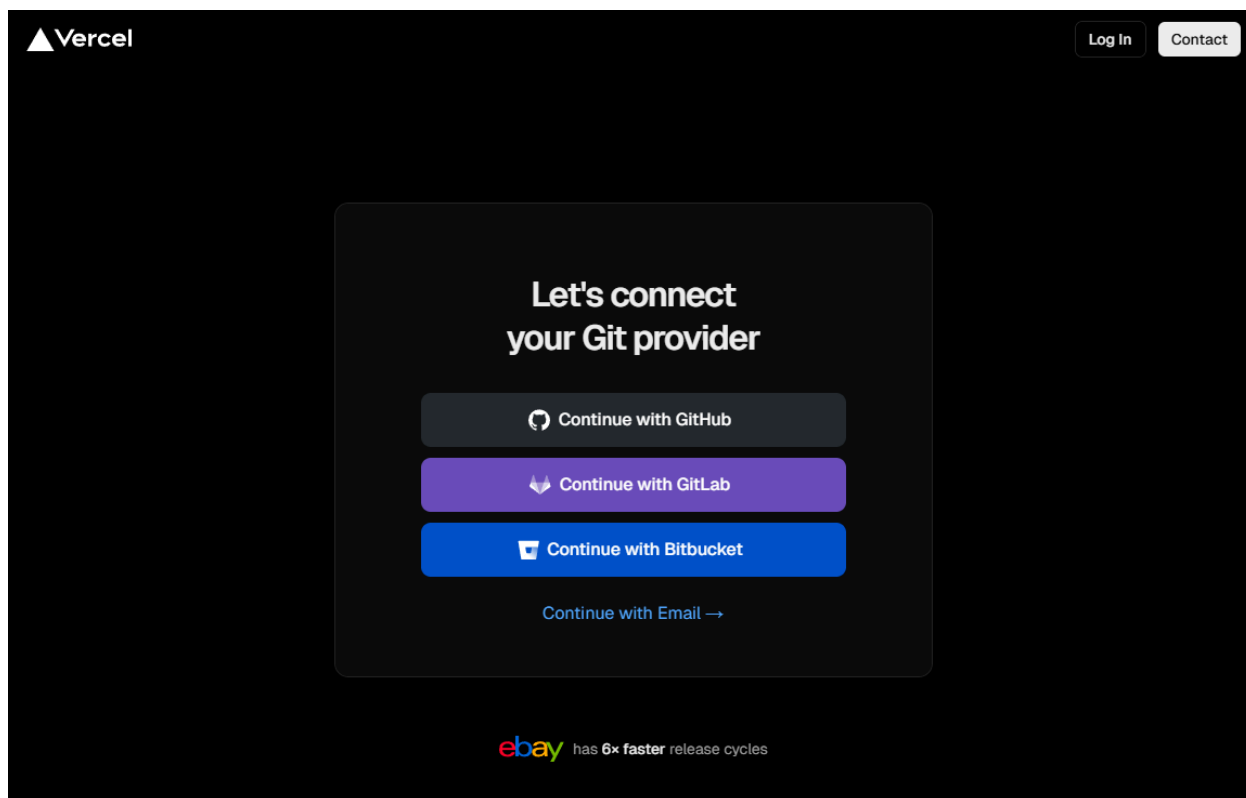 Vercel
Log In
Contact
Let's connect
your Git provider
Continue with GitHub
Continue with GitLab
Continue with Bitbucket
Continue with Email →
ebay has 6× faster release cycles